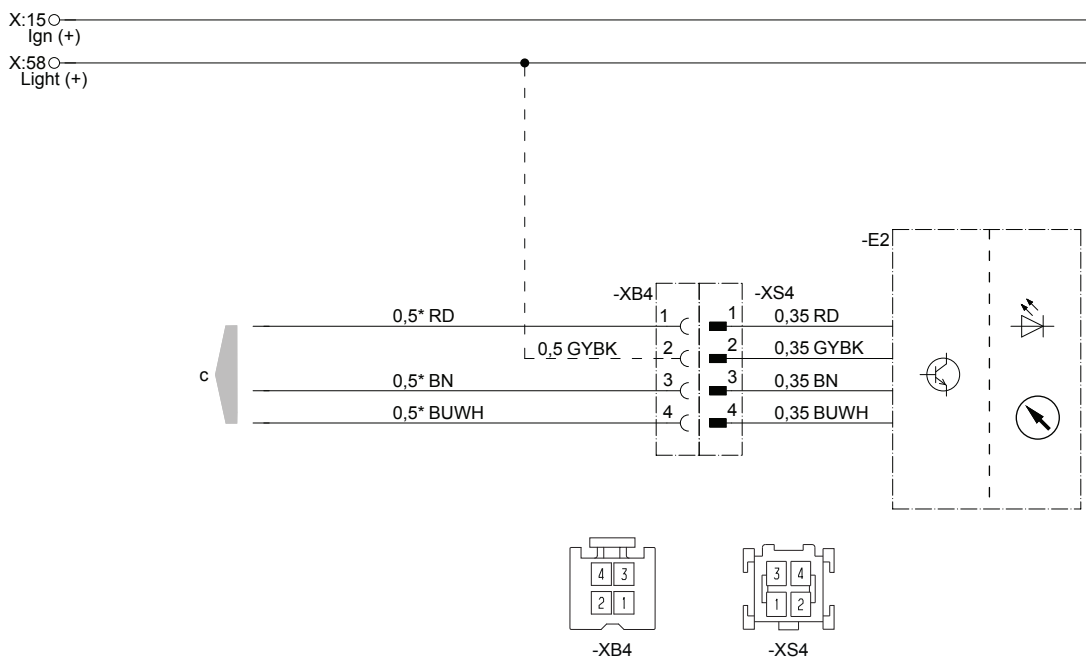 X:15
Ign (+)
X:58
Light (+)
-E2
-XB4
-XS4
0,5* RD
1
1
0,35 RD
0,5 GYBK
2
2
0,35 GYBK
c
0,5* BN
3
3
0,35 BN
0,5* BUWH
4
4
0,35 BUWH
4 3
2 1
3 4
1 2
-XB4
-XS4